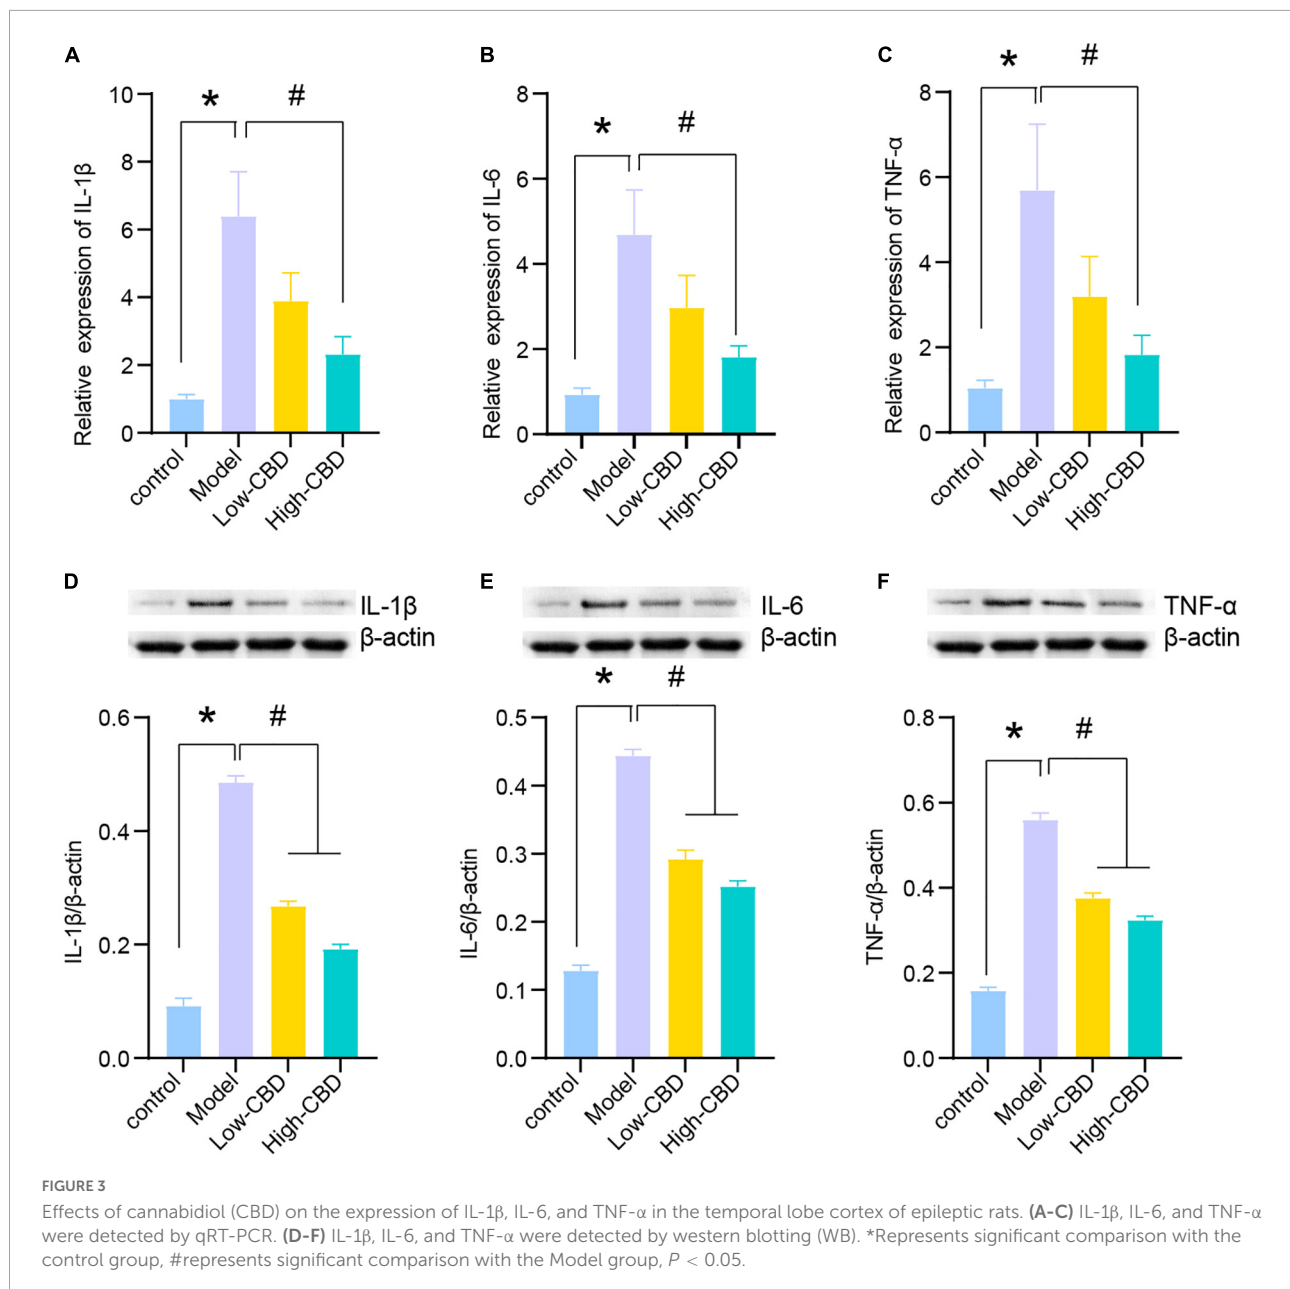 A
10
8
6
4
2
0
Relative expression of IL-1β
*
#
control
Model
Low-CBD
High-CBD
B
8
6
4
2
0
Relative expression of IL-6
*
#
control
Model
Low-CBD
High-CBD
C
8
6
4
2
0
Relative expression of TNF-α
*
#
control
Model
Low-CBD
High-CBD
D
IL-1β
β-actin
0.6
0.4
0.2
0.0
IL-1β/β-actin
*
#
control
Model
Low-CBD
High-CBD
E
IL-6
β-actin
0.5
0.4
0.3
0.2
0.1
0.0
IL-6/β-actin
*
#
control
Model
Low-CBD
High-CBD
F
TNF-α
β-actin
0.8
0.6
0.4
0.2
0.0
TNF-α/β-actin
*
#
control
Model
Low-CBD
High-CBD
FIGURE 3
Effects of cannabidiol (CBD) on the expression of IL-1β, IL-6, and TNF-α in the temporal lobe cortex of epileptic rats. (A-C) IL-1β, IL-6, and TNF-α
were detected by qRT-PCR. (D-F) IL-1β, IL-6, and TNF-α were detected by western blotting (WB). *Represents significant comparison with the
control group, #represents significant comparison with the Model group, P < 0.05.